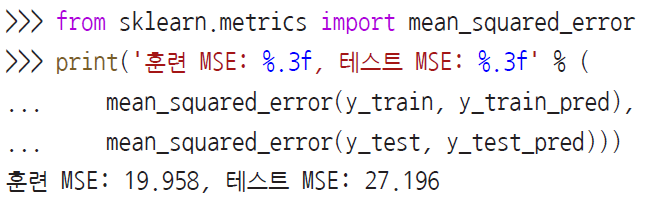 >>> from sklearn.metrics import mean_squared_error
>>> print('훈련 MSE: %.3f, 테스트 MSE: %.3f' % (
...     mean_squared_error(y_train, y_train_pred),
...     mean_squared_error(y_test, y_test_pred)))
훈련 MSE: 19.958, 테스트 MSE: 27.196